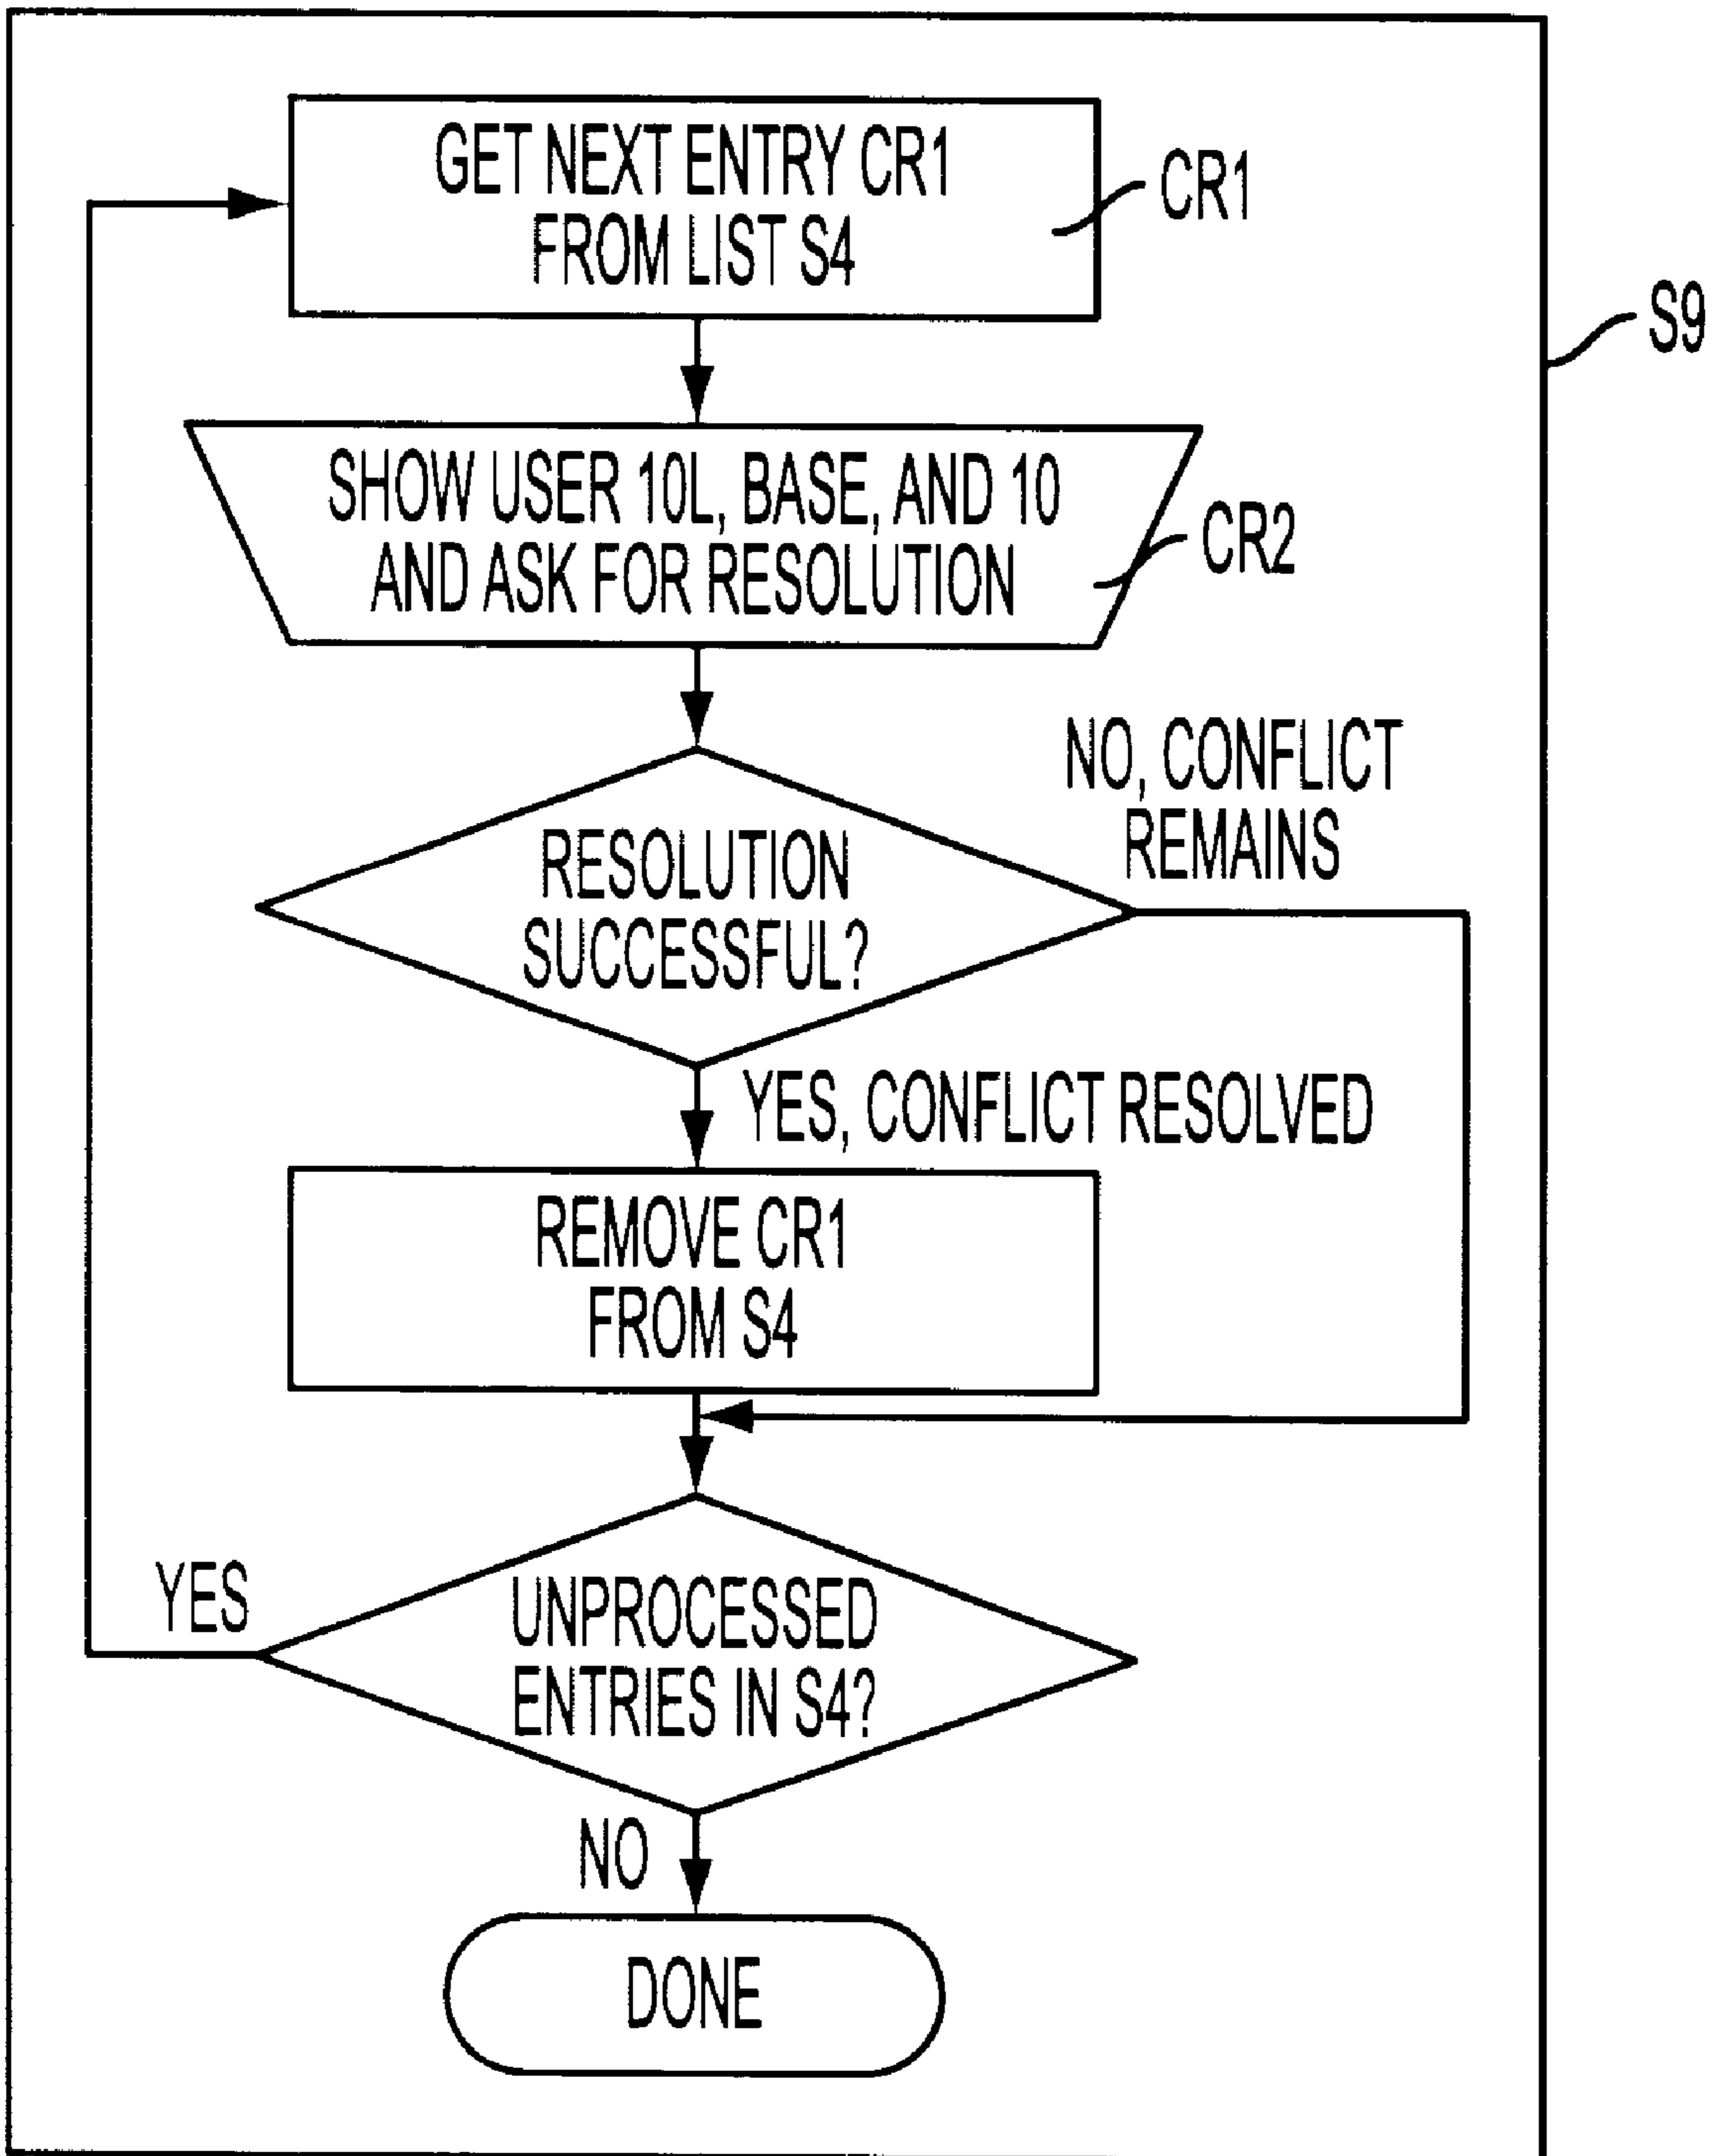 GET NEXT ENTRY CR1
FROM LIST S4
CR1
S9
SHOW USER 10L, BASE, AND 10
AND ASK FOR RESOLUTION
CR2
NO, CONFLICT
REMAINS
RESOLUTION
SUCCESSFUL?
YES, CONFLICT RESOLVED
REMOVE CR1
FROM S4
YES
UNPROCESSED
ENTRIES IN S4?
NO
DONE